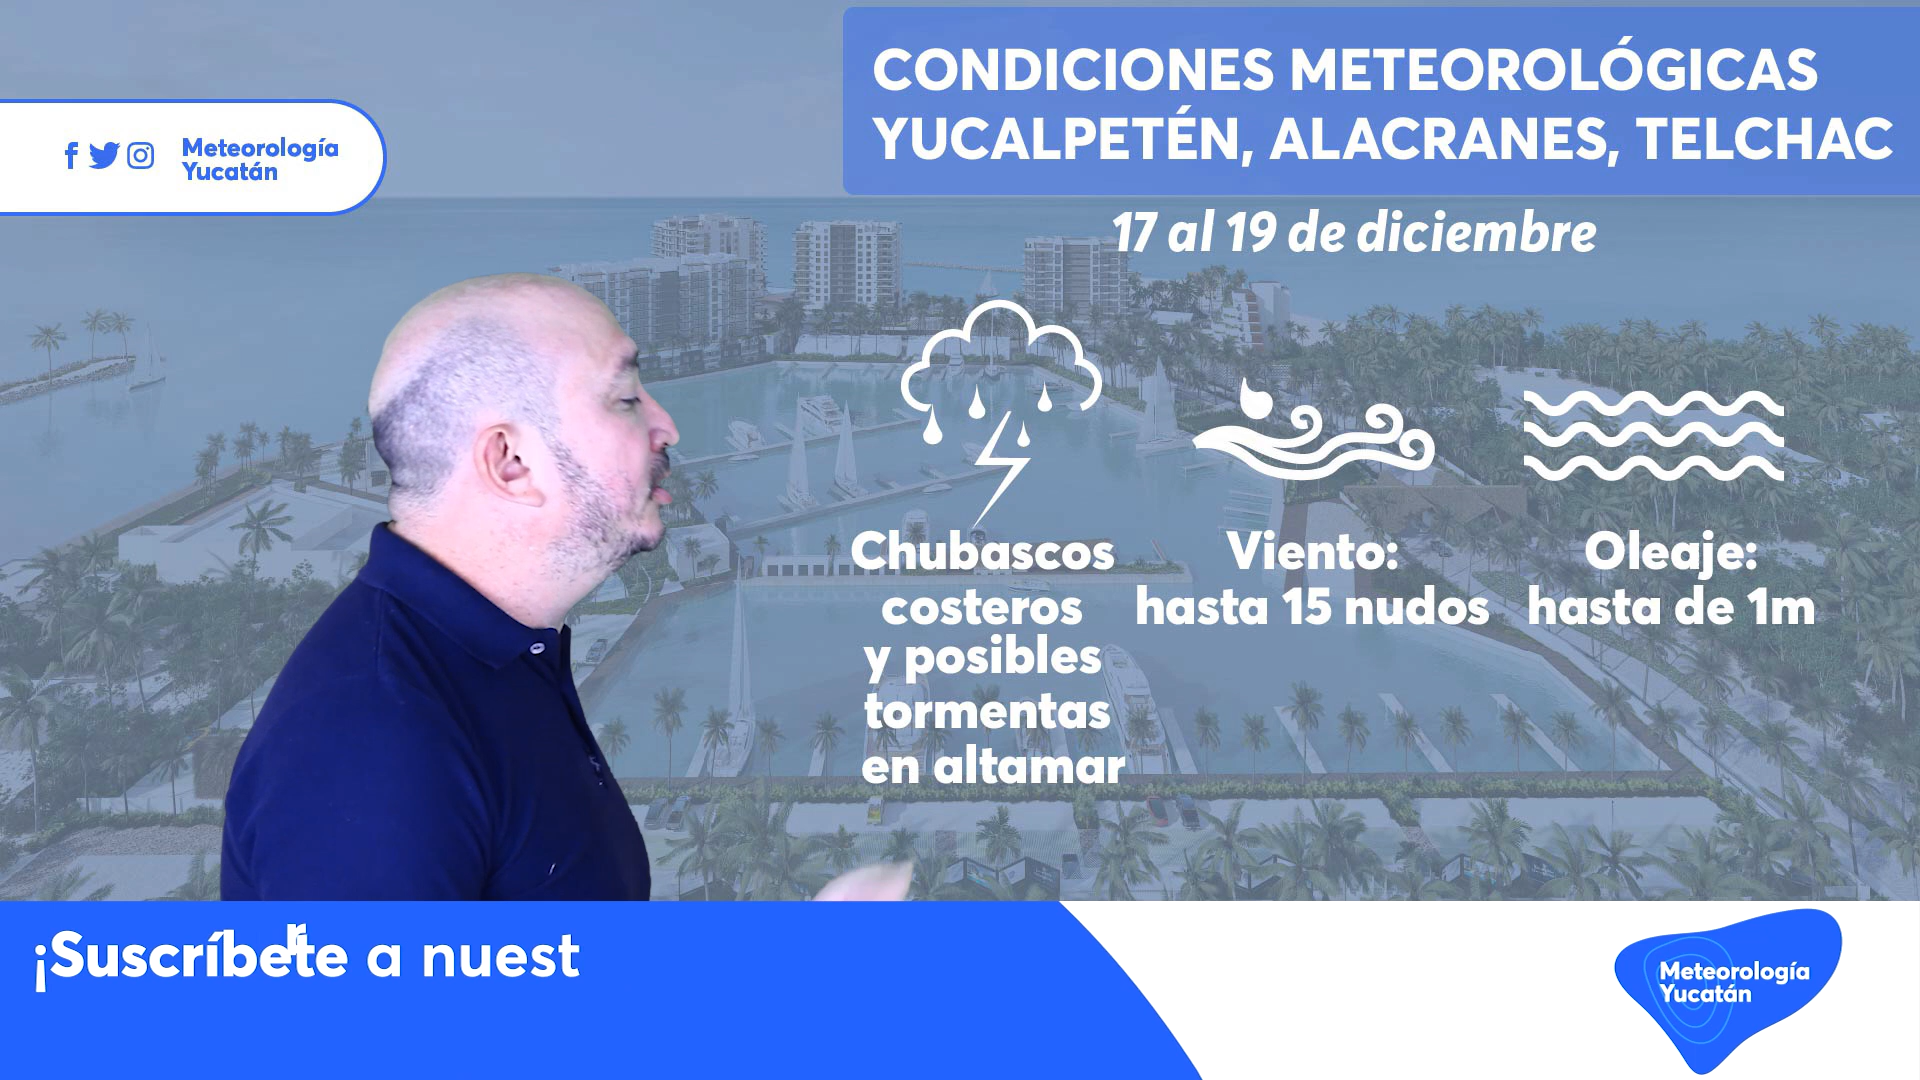 CONDICIONES METEOROLÓGICAS
YUCALPETÉN, ALACRANES, TELCHAC
Meteorología
Yucatán
17 al 19 de diciembre
Chubascos
costeros
y posibles
tormentas
en altamar
Viento:
hasta 15 nudos
Oleaje:
hasta de 1m
¡Suscríbete a nuest
Meteorología
Yucatán